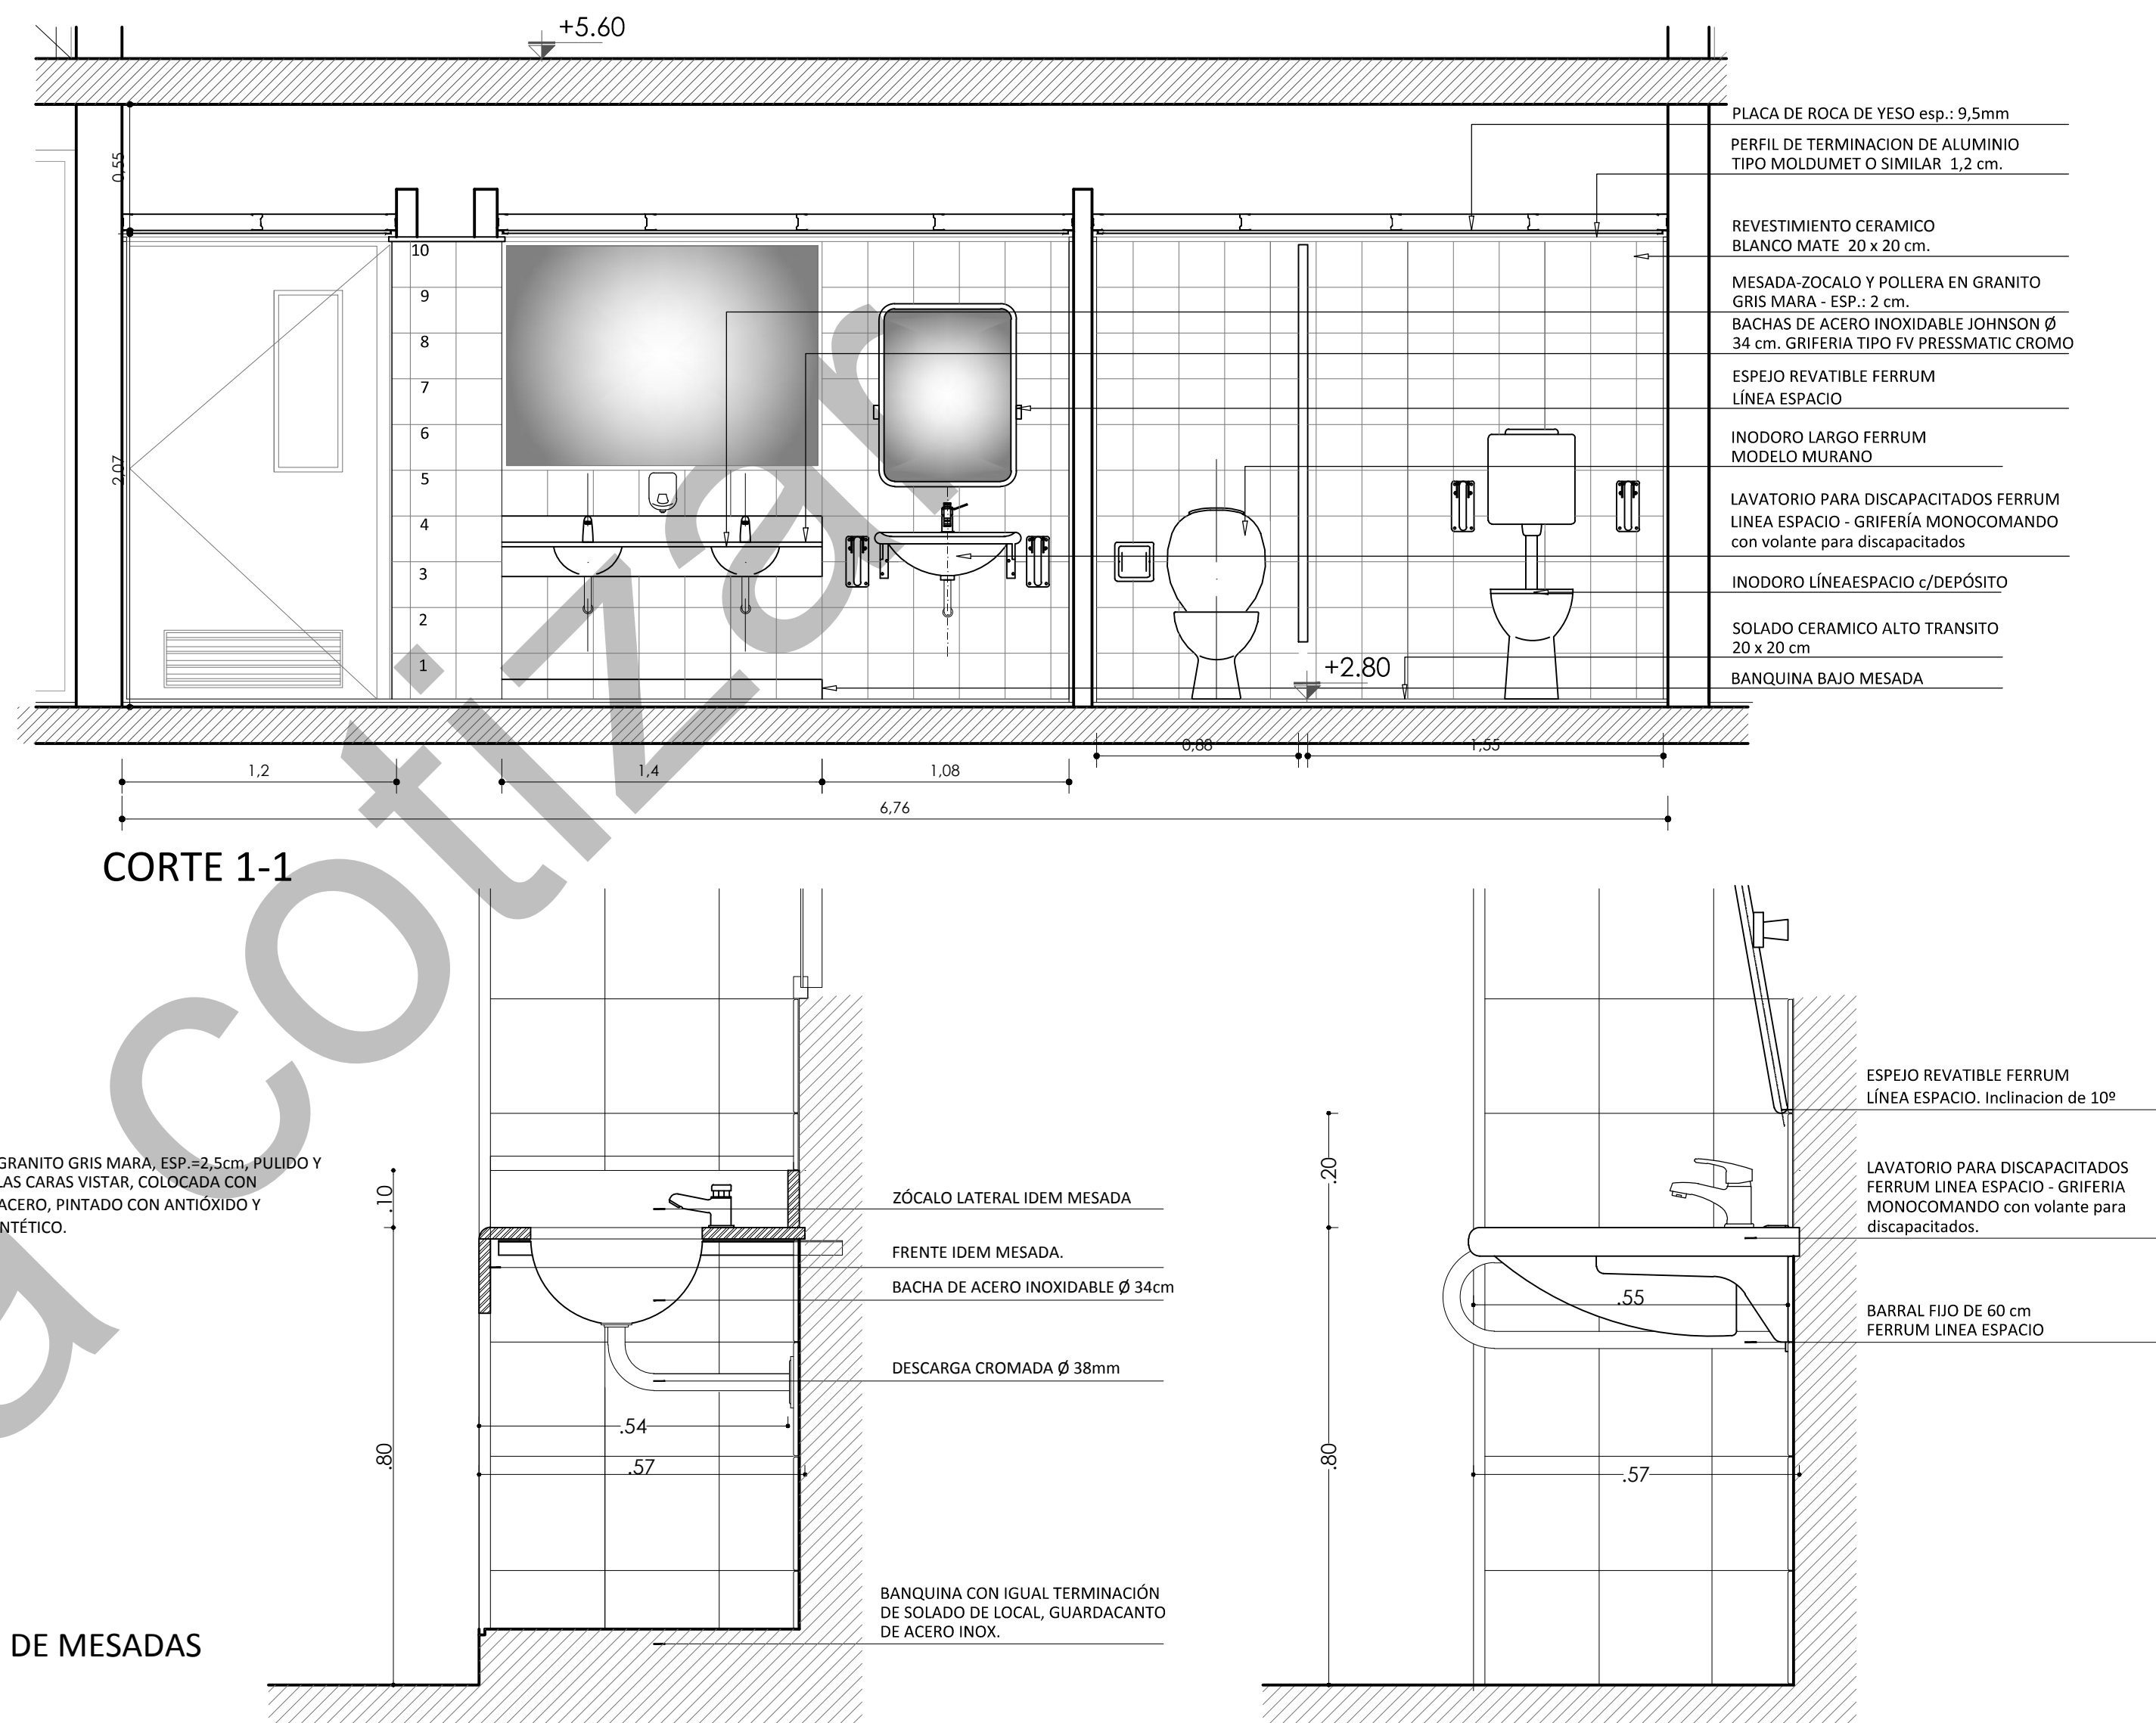 +5.60
PLACA DE ROCA DE YESO esp.: 9,5mm
PERFIL DE TERMINACION DE ALUMINIO
TIPO MOLDUMET O SIMILAR 1,2 cm.
0,55
REVESTIMIENTO CERAMICO
BLANCO MATE 20 x 20 cm.
MESADA-ZOCALO Y POLLERA EN GRANITO
GRIS MARA - ESP.: 2 cm.
BACHAS DE ACERO INOXIDABLE JOHNSON Ø
34 cm. GRIFERIA TIPO FV PRESSMATIC CROMO
ESPEJO REVATIBLE FERRUM
LÍNEA ESPACIO
INODORO LARGO FERRUM
MODELO MURANO
LAVATORIO PARA DISCAPACITADOS FERRUM
LINEA ESPACIO - GRIFERÍA MONOCOMANDO
con volante para discapacitados
INODORO LÍNEAESPACIO c/DEPÓSITO
SOLADO CERAMICO ALTO TRANSITO
20 x 20 cm
BANQUINA BAJO MESADA
10
9
8
7
6
5
4
3
2
1
2,07
+2.80
0,88
1,55
1,2
1,4
1,08
6,76
CORTE 1-1
a cotizar
GRANITO GRIS MARA, ESP.=2,5cm, PULIDO Y
LAS CARAS VISTAR, COLOCADA CON
ACERO, PINTADO CON ANTIÓXIDO Y
NTÉTICO.
.10
.80
ZÓCALO LATERAL IDEM MESADA
FRENTE IDEM MESADA.
BACHA DE ACERO INOXIDABLE Ø 34cm
DESCARGA CROMADA Ø 38mm
.54
.57
BANQUINA CON IGUAL TERMINACIÓN
DE SOLADO DE LOCAL, GUARDACANTO
DE ACERO INOX.
DE MESADAS
.20
.80
.55
.57
ESPEJO REVATIBLE FERRUM
LÍNEA ESPACIO. Inclinacion de 10º
LAVATORIO PARA DISCAPACITADOS
FERRUM LINEA ESPACIO - GRIFERIA
MONOCOMANDO con volante para
discapacitados.
BARRAL FIJO DE 60 cm
FERRUM LINEA ESPACIO